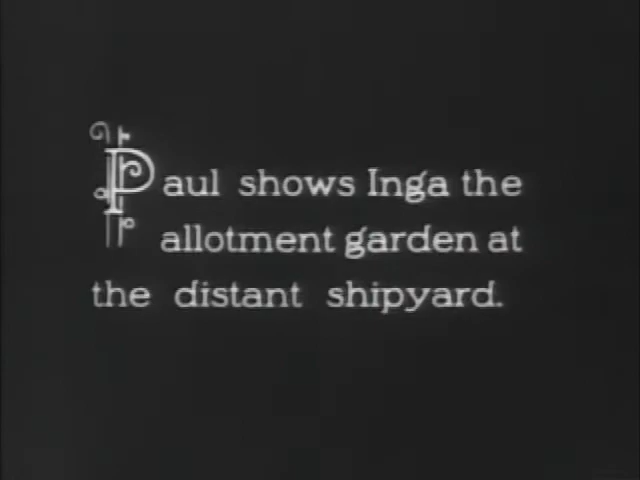 Paul shows Inga the
allotment garden at
the distant shipyard.